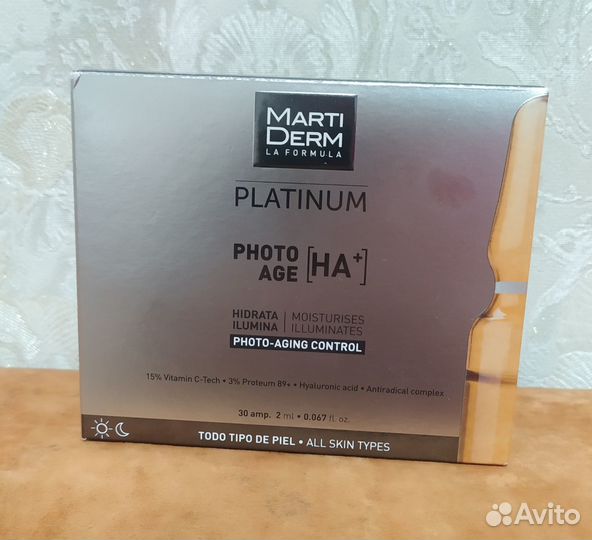 MARTI
DERM
LA FORMULA
PLATINUM
PHOTO
AGE
[HA+]
HIDRATA
ILUMINA
MOISTURISES
ILLUMINATES
PHOTO-AGING CONTROL
15% Vitamin C-Tech • 3% Proteum 89+ • Hyaluronic acid • Antiradical complex
30 amp. 2 ml • 0.067 fl. oz.
TODO TIPO DE PIEL • ALL SKIN TYPES
Avito